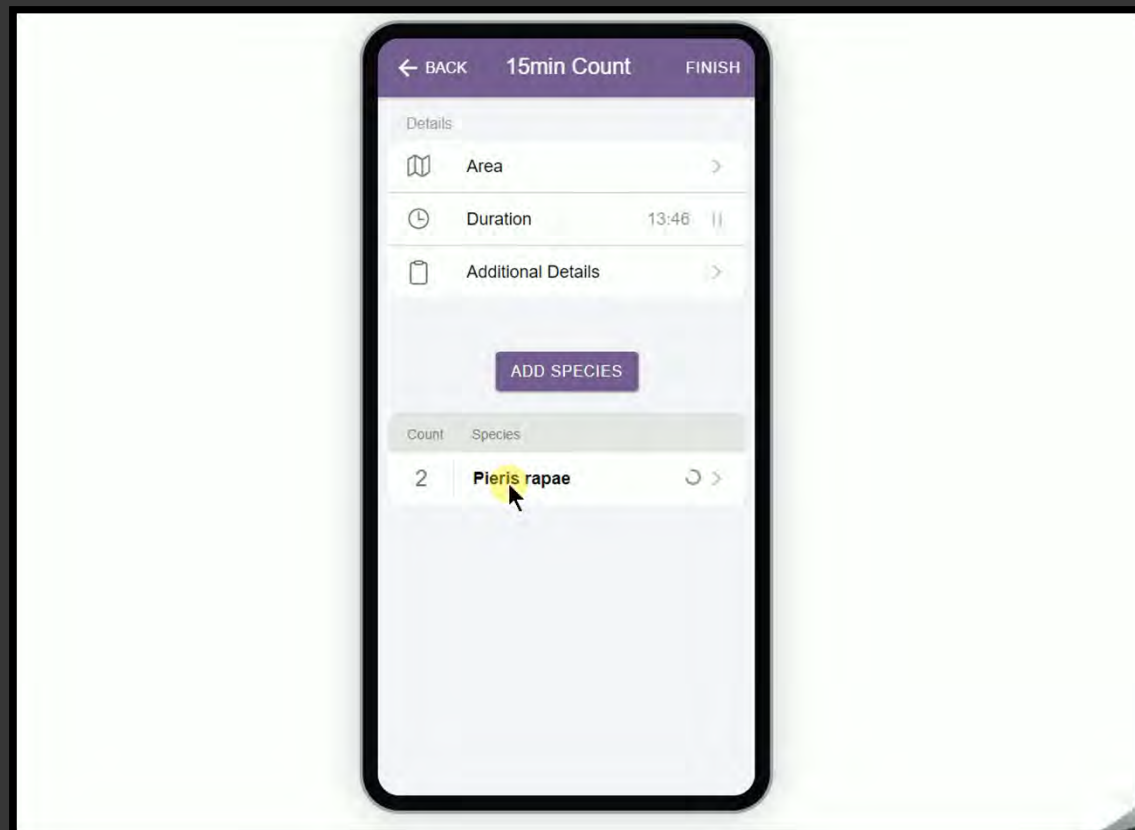 BACK 15min Count FINISH
Details
Area
Duration 13:46
Additional Details
ADD SPECIES
Count Species
2 Pieris rapae